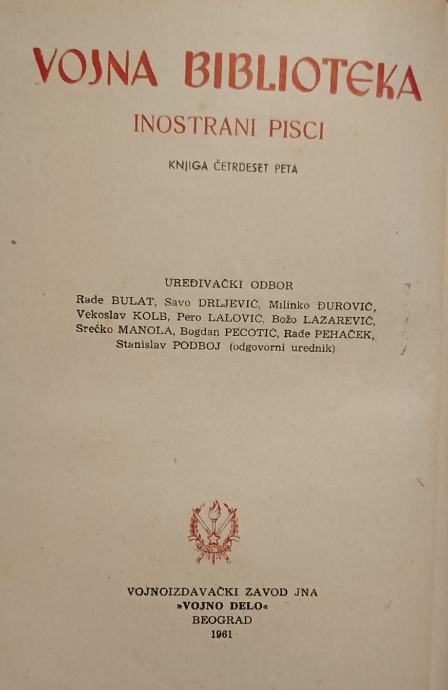 VOJNA BIBLIOTEKA
INOSTRANI PISCI
KNJIGA ČETRDESET PETA
UREĐIVAČKI ODBOR
Rade BULAT, Savo DRLJEVIĆ, Milinko ĐUROVIĆ,
Vekoslav KOLB, Pero LALOVIĆ, Božo LAZAREVIĆ,
Srećko MANOLA, Bogdan PECOTIĆ, Rade PEHAČEK,
Stanislav PODBOJ (odgovorni urednik)
VOJNOIZDAVAČKI ZAVOD JNA
»VOJNO DELO«
BEOGRAD
1961